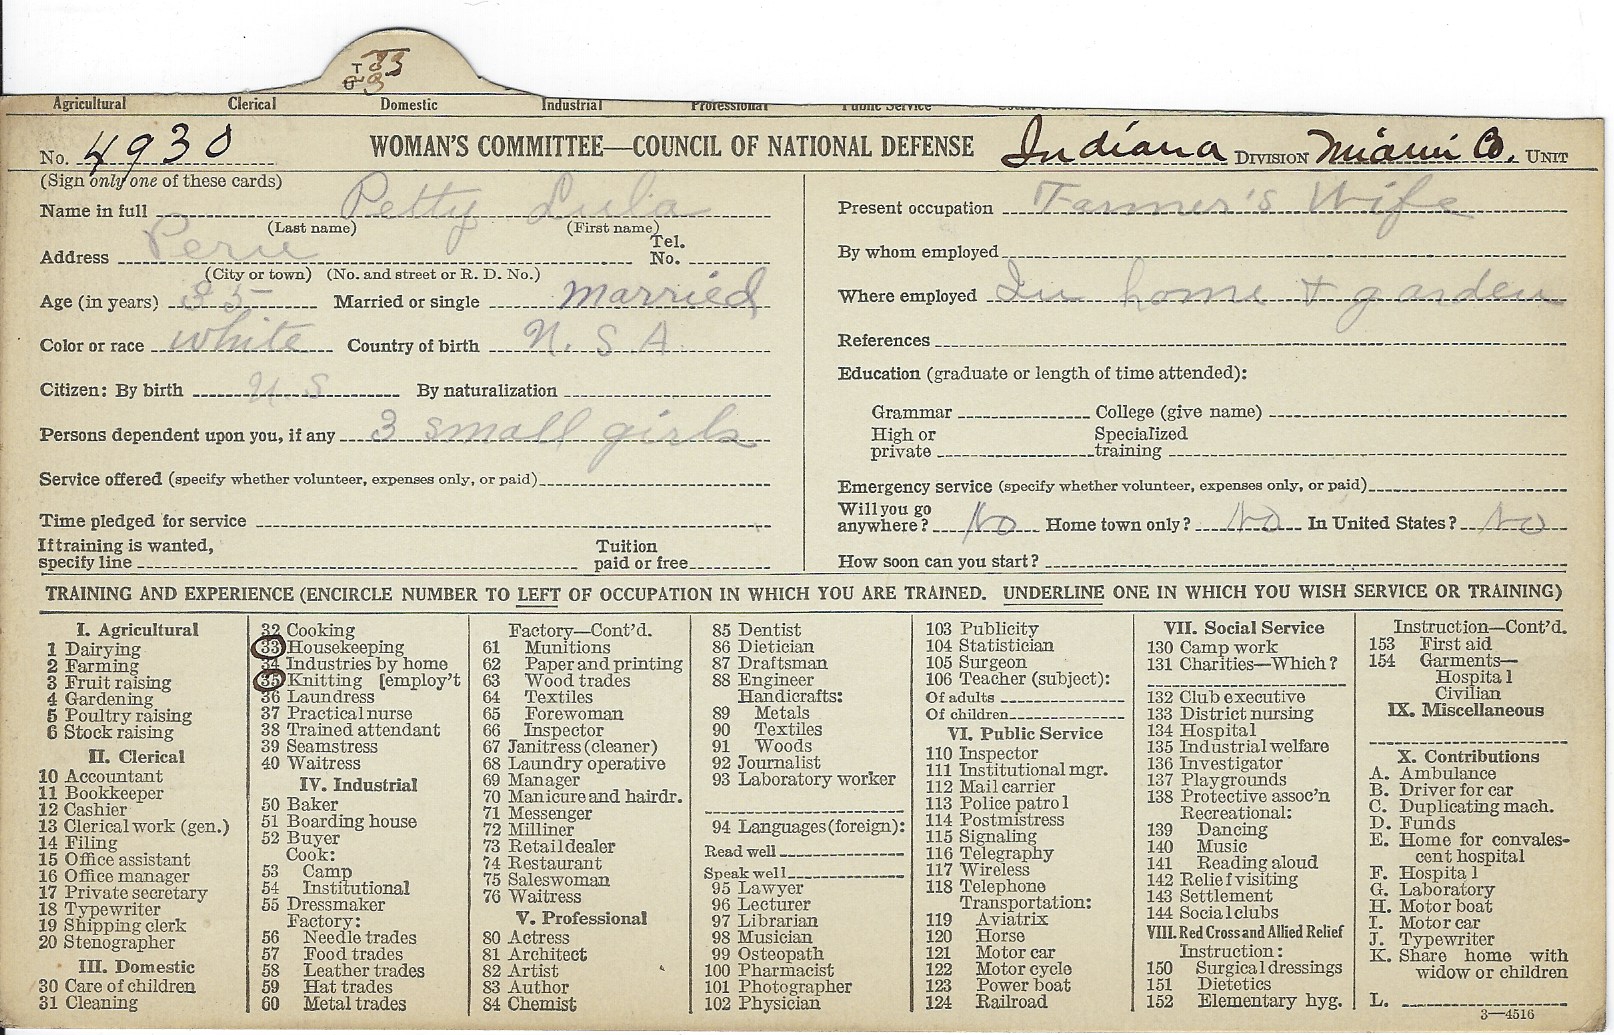 T 33
Agricultural Clerical Domestic Industrial Professional Public Service
No. 4930 WOMAN'S COMMITTEE—COUNCIL OF NATIONAL DEFENSE Indiana DIVISION Miami Co. UNIT
(Sign only one of these cards)
Name in full Petty Lula
(Last name) (First name)
Address Peru Tel. No.
(City or town) (No. and street or R. D. No.)
Age (in years) 35 Married or single married
Color or race white Country of birth U.S.A
Citizen: By birth U S By naturalization
Persons dependent upon you, if any 3 small girls
Service offered (specify whether volunteer, expenses only, or paid)
Time pledged for service
If training is wanted,
specify line Tuition paid or free
Present occupation Farmer's Wife
By whom employed
Where employed In home + garden
References
Education (graduate or length of time attended):
Grammar College (give name)
High or private Specialized training
Emergency service (specify whether volunteer, expenses only, or paid)
Will you go anywhere? No Home town only? No In United States? No
How soon can you start?
TRAINING AND EXPERIENCE (ENCIRCLE NUMBER TO LEFT OF OCCUPATION IN WHICH YOU ARE TRAINED. UNDERLINE ONE IN WHICH YOU WISH SERVICE OR TRAINING)
I. Agricultural
1 Dairying
2 Farming
3 Fruit raising
4 Gardening
5 Poultry raising
6 Stock raising
II. Clerical
10 Accountant
11 Bookkeeper
12 Cashier
13 Clerical work (gen.)
14 Filing
15 Office assistant
16 Office manager
17 Private secretary
18 Typewriter
19 Shipping clerk
20 Stenographer
III. Domestic
30 Care of children
31 Cleaning
32 Cooking
33 Housekeeping
34 Industries by home
35 Knitting [employ't
36 Laundress
37 Practical nurse
38 Trained attendant
39 Seamstress
40 Waitress
IV. Industrial
50 Baker
51 Boarding house
52 Buyer
Cook:
53 Camp
54 Institutional
55 Dressmaker
Factory:
56 Needle trades
57 Food trades
58 Leather trades
59 Hat trades
60 Metal trades
Factory—Cont'd.
61 Munitions
62 Paper and printing
63 Wood trades
64 Textiles
65 Forewoman
66 Inspector
67 Janitress (cleaner)
68 Laundry operative
69 Manager
70 Manicure and hairdr.
71 Messenger
72 Milliner
73 Retail dealer
74 Restaurant
75 Saleswoman
76 Waitress
V. Professional
80 Actress
81 Architect
82 Artist
83 Author
84 Chemist
85 Dentist
86 Dietician
87 Draftsman
88 Engineer
Handicrafts:
89 Metals
90 Textiles
91 Woods
92 Journalist
93 Laboratory worker
94 Languages (foreign):
Read well
Speak well
95 Lawyer
96 Lecturer
97 Librarian
98 Musician
99 Osteopath
100 Pharmacist
101 Photographer
102 Physician
103 Publicity
104 Statistician
105 Surgeon
106 Teacher (subject):
Of adults
Of children
VI. Public Service
110 Inspector
111 Institutional mgr.
112 Mail carrier
113 Police patrol
114 Postmistress
115 Signaling
116 Telegraphy
117 Wireless
118 Telephone
Transportation:
119 Aviatrix
120 Horse
121 Motor car
122 Motor cycle
123 Power boat
124 Railroad
VII. Social Service
130 Camp work
131 Charities—Which?
132 Club executive
133 District nursing
134 Hospital
135 Industrial welfare
136 Investigator
137 Playgrounds
138 Protective assoc'n
Recreational:
139 Dancing
140 Music
141 Reading aloud
142 Relief visiting
143 Settlement
144 Social clubs
VIII. Red Cross and Allied Relief
Instruction:
150 Surgical dressings
151 Dietetics
152 Elementary hyg.
Instruction—Cont'd.
153 First aid
154 Garments—
Hospital
Civilian
IX. Miscellaneous
X. Contributions
A. Ambulance
B. Driver for car
C. Duplicating mach.
D. Funds
E. Home for convales-
cent hospital
F. Hospital
G. Laboratory
H. Motor boat
I. Motor car
J. Typewriter
K. Share home with
widow or children
L.
3—4516